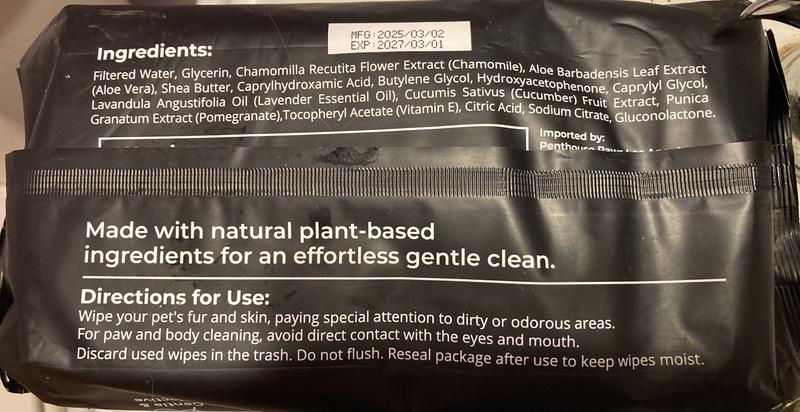 MFG:2025/03/02
EXP:2027/03/01
Ingredients:
Filtered Water, Glycerin, Chamomilla Recutita Flower Extract (Chamomile), Aloe Barbadensis Leaf Extract
(Aloe Vera), Shea Butter, Caprylhydroxamic Acid, Butylene Glycol, Hydroxyacetophenone, Caprylyl Glycol,
Lavandula Angustifolia Oil (Lavender Essential Oil), Cucumis Sativus (Cucumber) Fruit Extract, Punica
Granatum Extract (Pomegranate),Tocopheryl Acetate (Vitamin E), Citric Acid, Sodium Citrate, Gluconolactone.
Imported by:
Penthouse
Made with natural plant-based
ingredients for an effortless gentle clean.
Directions for Use:
Wipe your pet's fur and skin, paying special attention to dirty or odorous areas.
For paw and body cleaning, avoid direct contact with the eyes and mouth.
Discard used wipes in the trash. Do not flush. Reseal package after use to keep wipes moist.
Gentle &